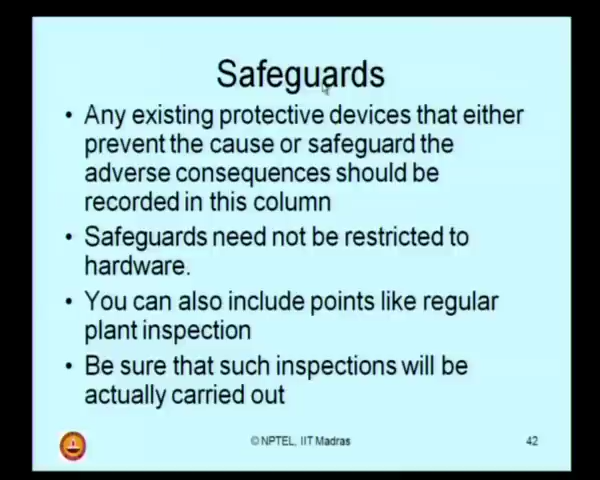 Safeguards
• Any existing protective devices that either
prevent the cause or safeguard the
adverse consequences should be
recorded in this column
• Safeguards need not be restricted to
hardware.
• You can also include points like regular
plant inspection
• Be sure that such inspections will be
actually carried out
© NPTEL, IIT Madras
42